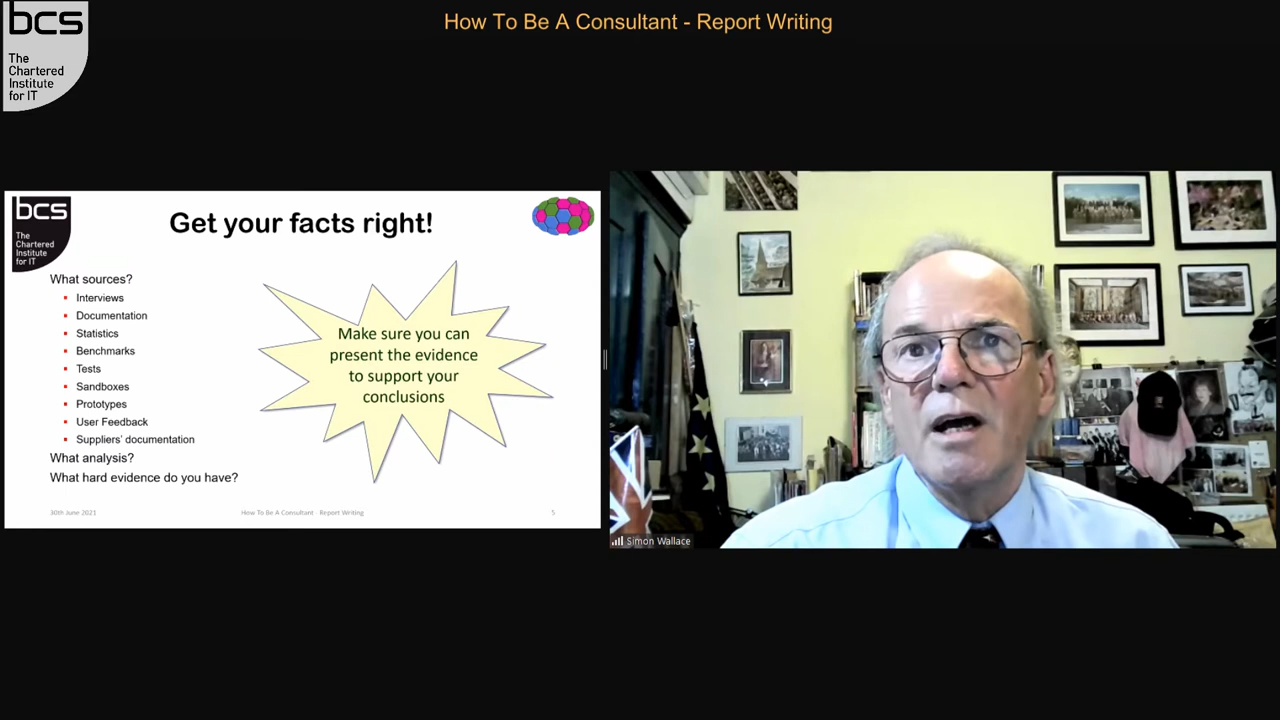 bcs
The
Chartered
Institute
for IT
How To Be A Consultant - Report Writing
bcs
The
Chartered
Institute
for IT
Get your facts right!
What sources?
Interviews
Documentation
Statistics
Benchmarks
Tests
Sandboxes
Prototypes
User Feedback
Suppliers' documentation
What analysis?
What hard evidence do you have?
Make sure you can
present the evidence
to support your
conclusions
30th June 2021
How To Be A Consultant - Report Writing
5
Simon Wallace